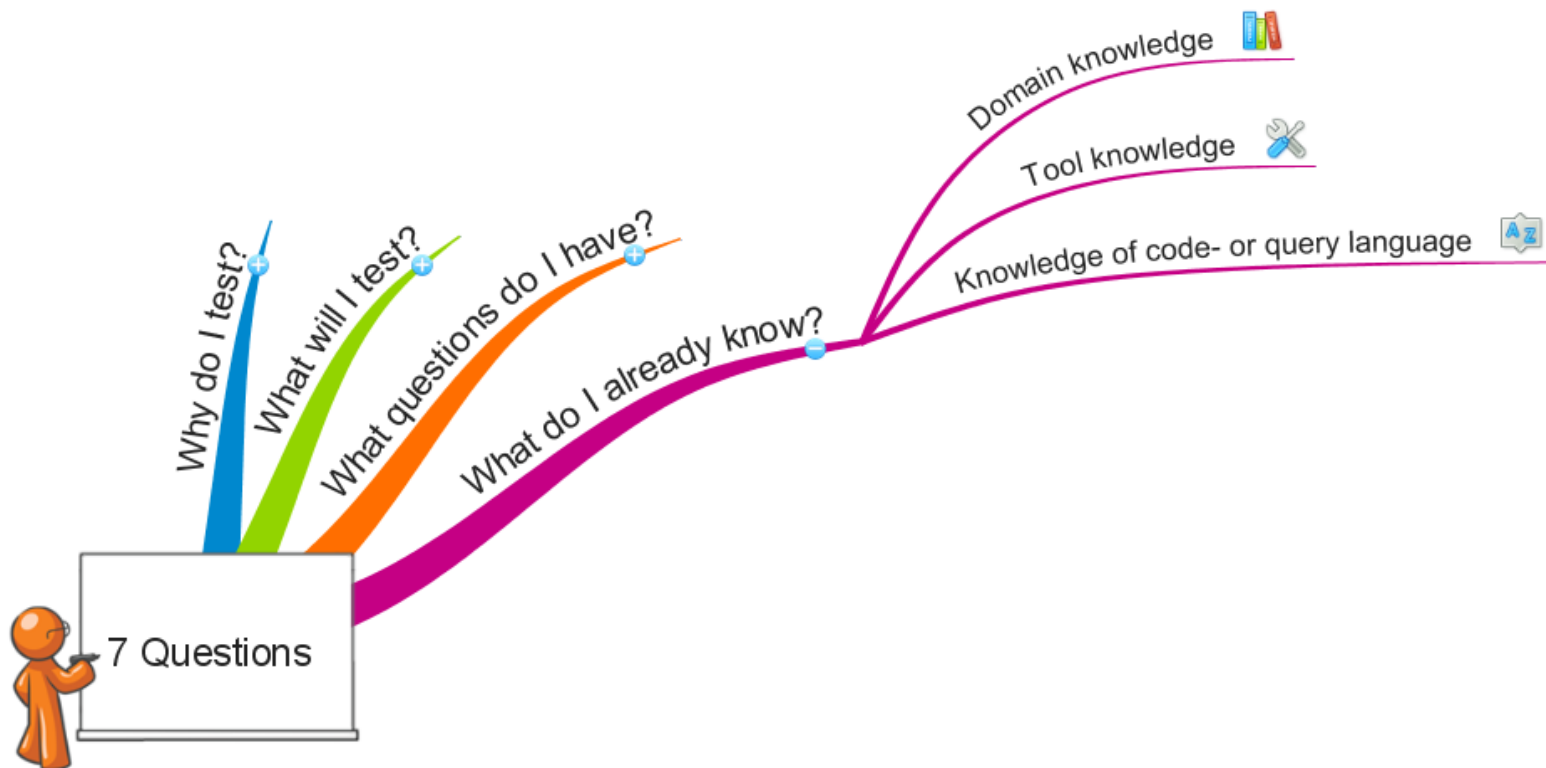 Domain knowledge
Tool knowledge
Knowledge of code- or query language
Why do I test?
What will I test?
What questions do I have?
What do I already know?
7 Questions
A Z